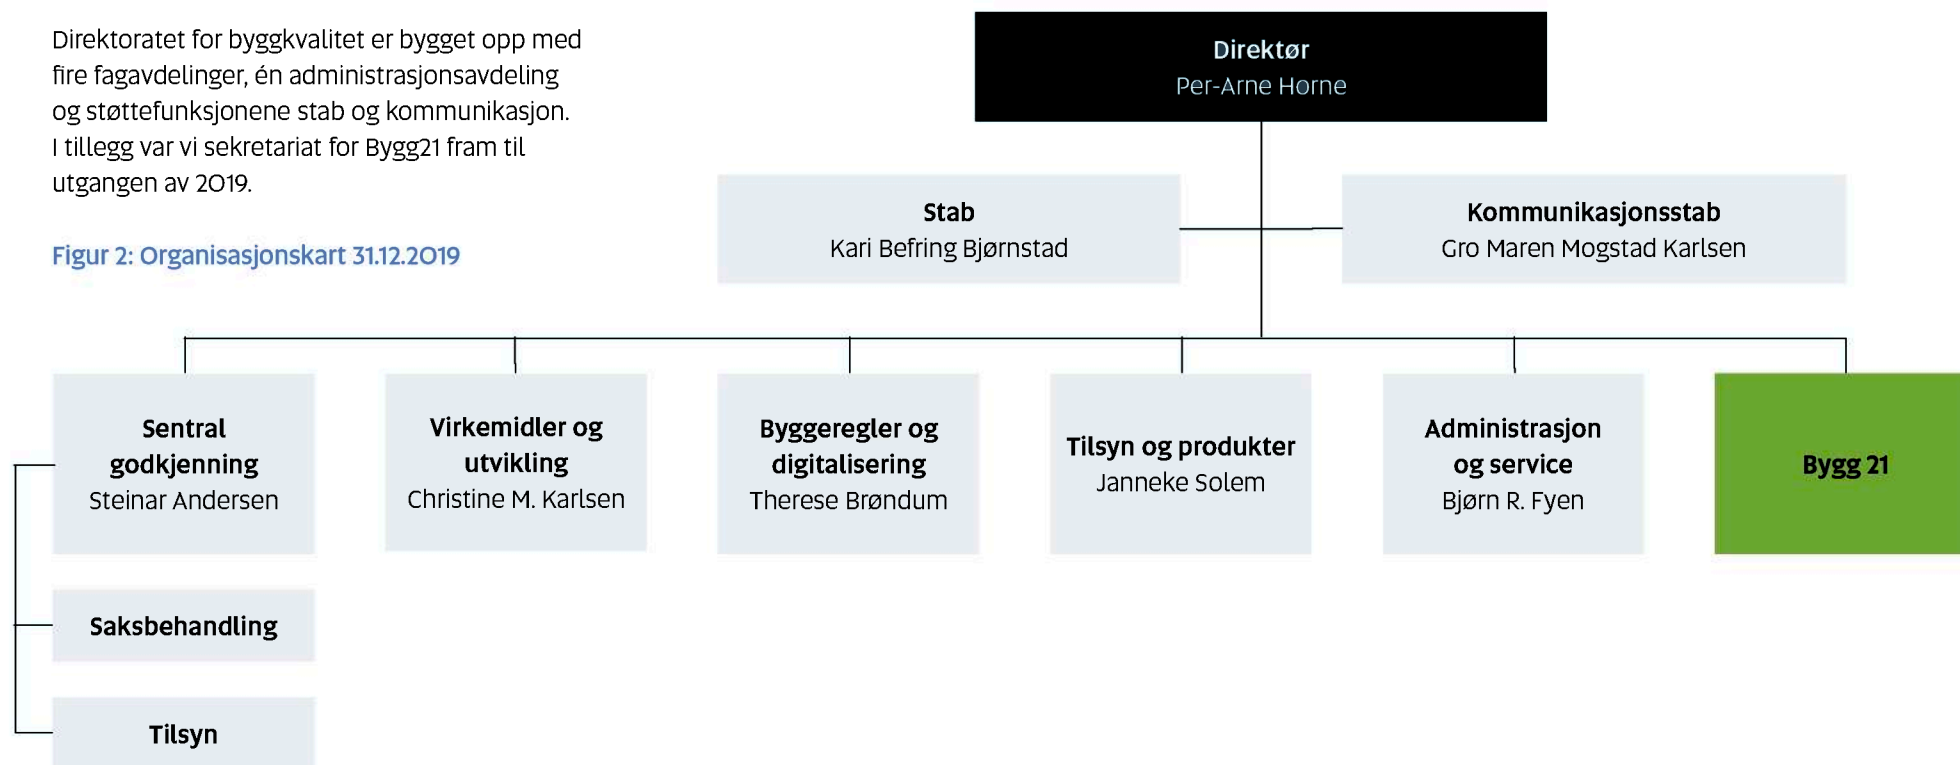 Direktoratet for byggkvalitet er bygget opp med
fire fagavdelinger, én administrasjonsavdeling
og støttefunksjonene stab og kommunikasjon.
I tillegg var vi sekretariat for Bygg21 fram til
utgangen av 2019.
Figur 2: Organisasjonskart 31.12.2019
Direktør
Per-Arne Horne
Stab
Kari Befring Bjørnstad
Kommunikasjonsstab
Gro Maren Mogstad Karlsen
Sentral
godkjenning
Steinar Andersen
Virkemidler og
utvikling
Christine M. Karlsen
Byggeregler og
digitalisering
Therese Brøndum
Tilsyn og produkter
Janneke Solem
Administrasjon
og service
Bjørn R. Fyen
Bygg 21
Saksbehandling
Tilsyn